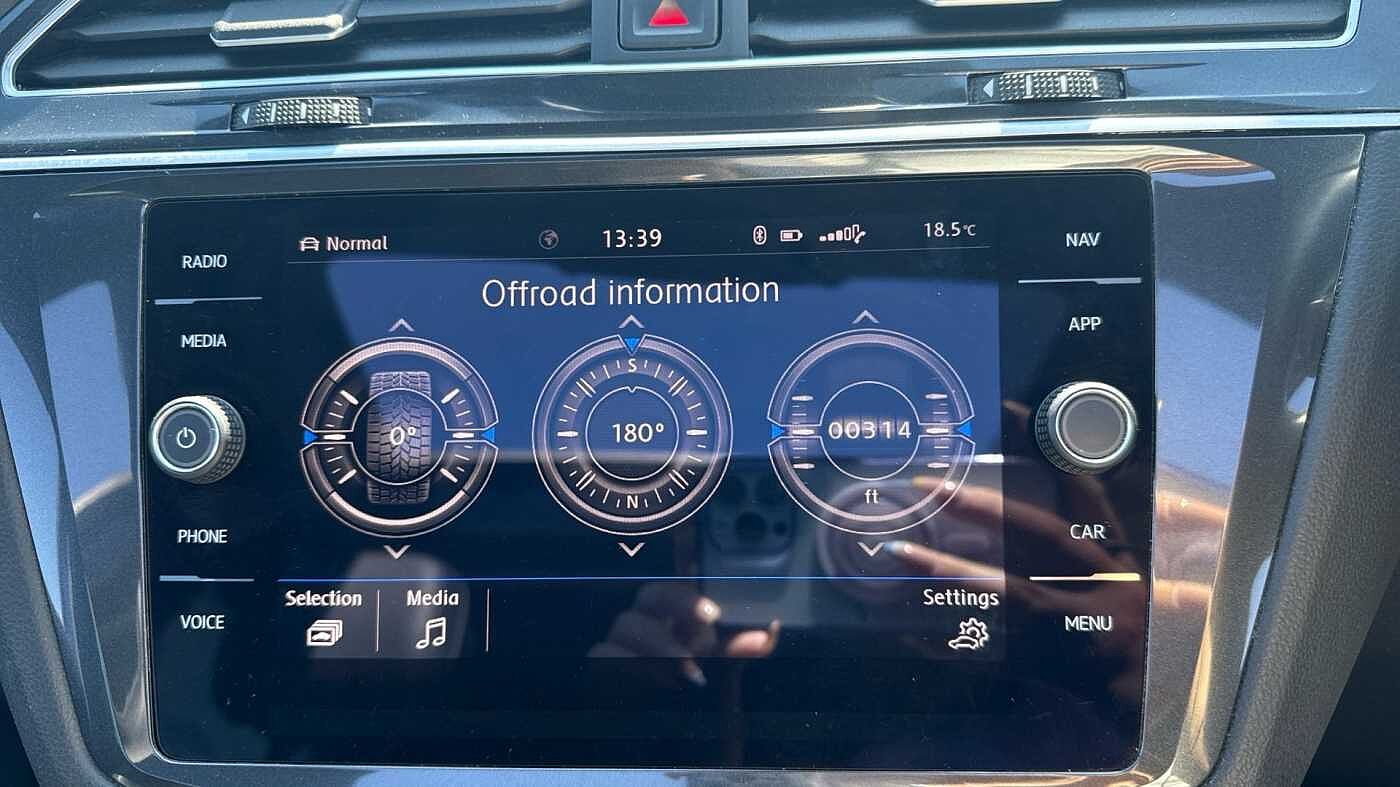 Normal 13:39 18.5°C
Offroad information
RADIO
MEDIA
PHONE
VOICE
0°
S
180°
N
00314
ft
NAV
APP
CAR
MENU
Selection Media Settings